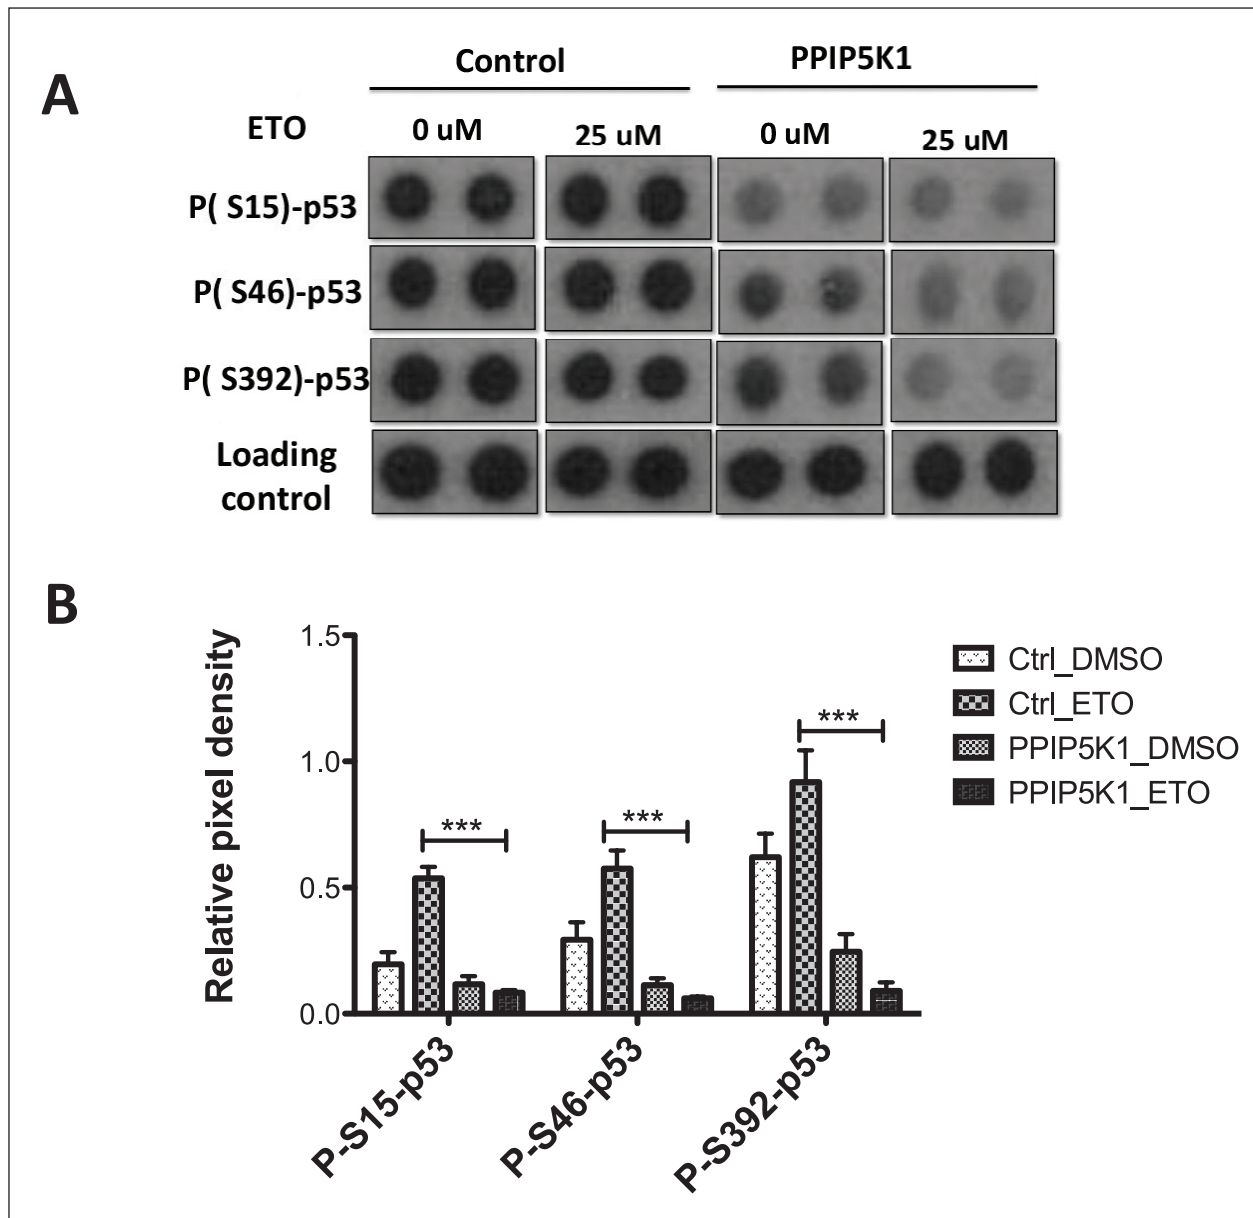 A
Control
PPIP5K1
ETO
0 uM
25 uM
0 uM
25 uM
P( S15)-p53
P( S46)-p53
P( S392)-p53
Loading
control
B
Relative pixel density
1.5
1.0
0.5
0.0
***
***
***
P-S15-p53
P-S46-p53
P-S392-p53
Ctrl_DMSO
Ctrl_ETO
PPIP5K1_DMSO
PPIP5K1_ETO